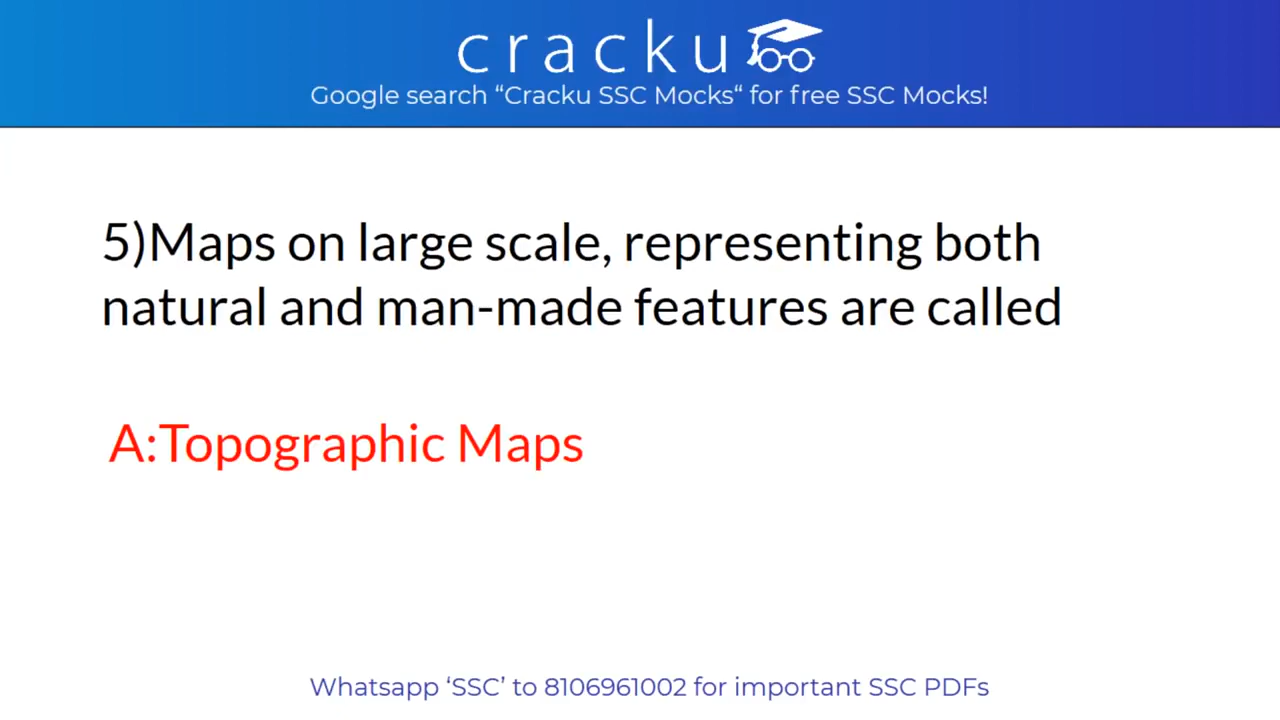 cracku
Google search “Cracku SSC Mocks“ for free SSC Mocks!
5)Maps on large scale, representing both
natural and man-made features are called
A:Topographic Maps
Whatsapp ‘SSC’ to 8106961002 for important SSC PDFs